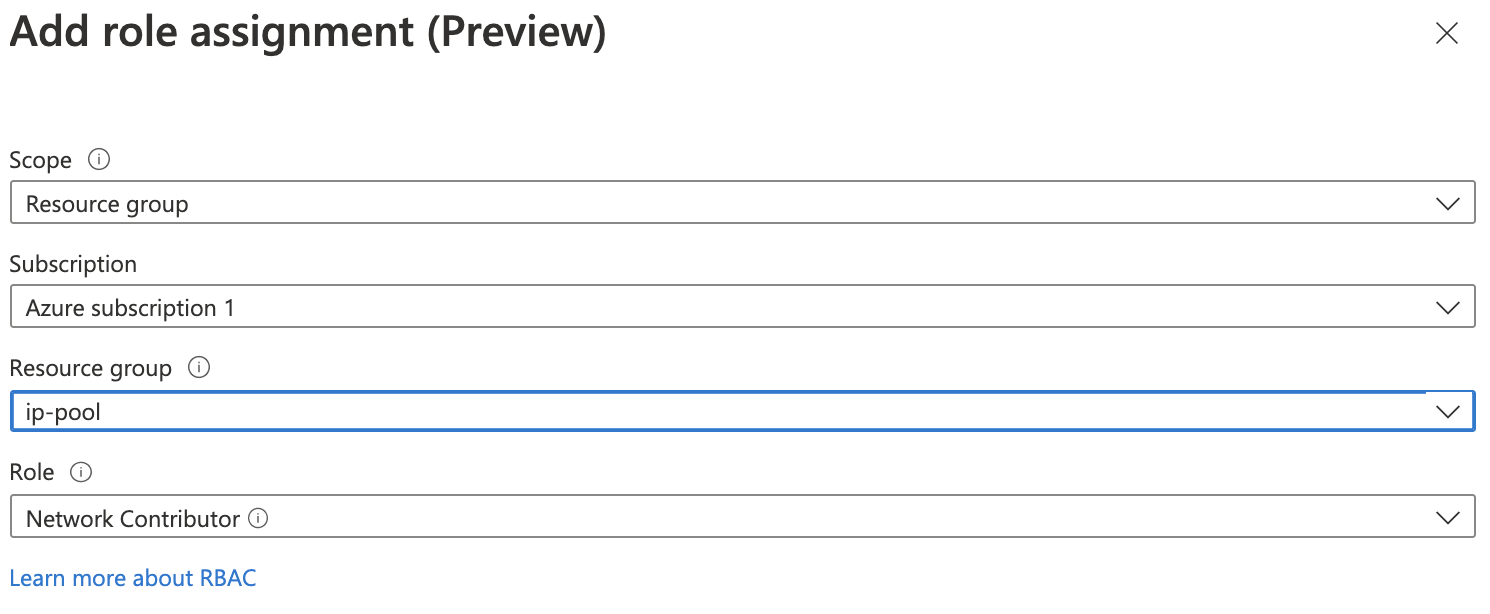 Add role assignment (Preview)
Scope
Resource group
Subscription
Azure subscription 1
Resource group
ip-pool
Role
Network Contributor
Learn more about RBAC